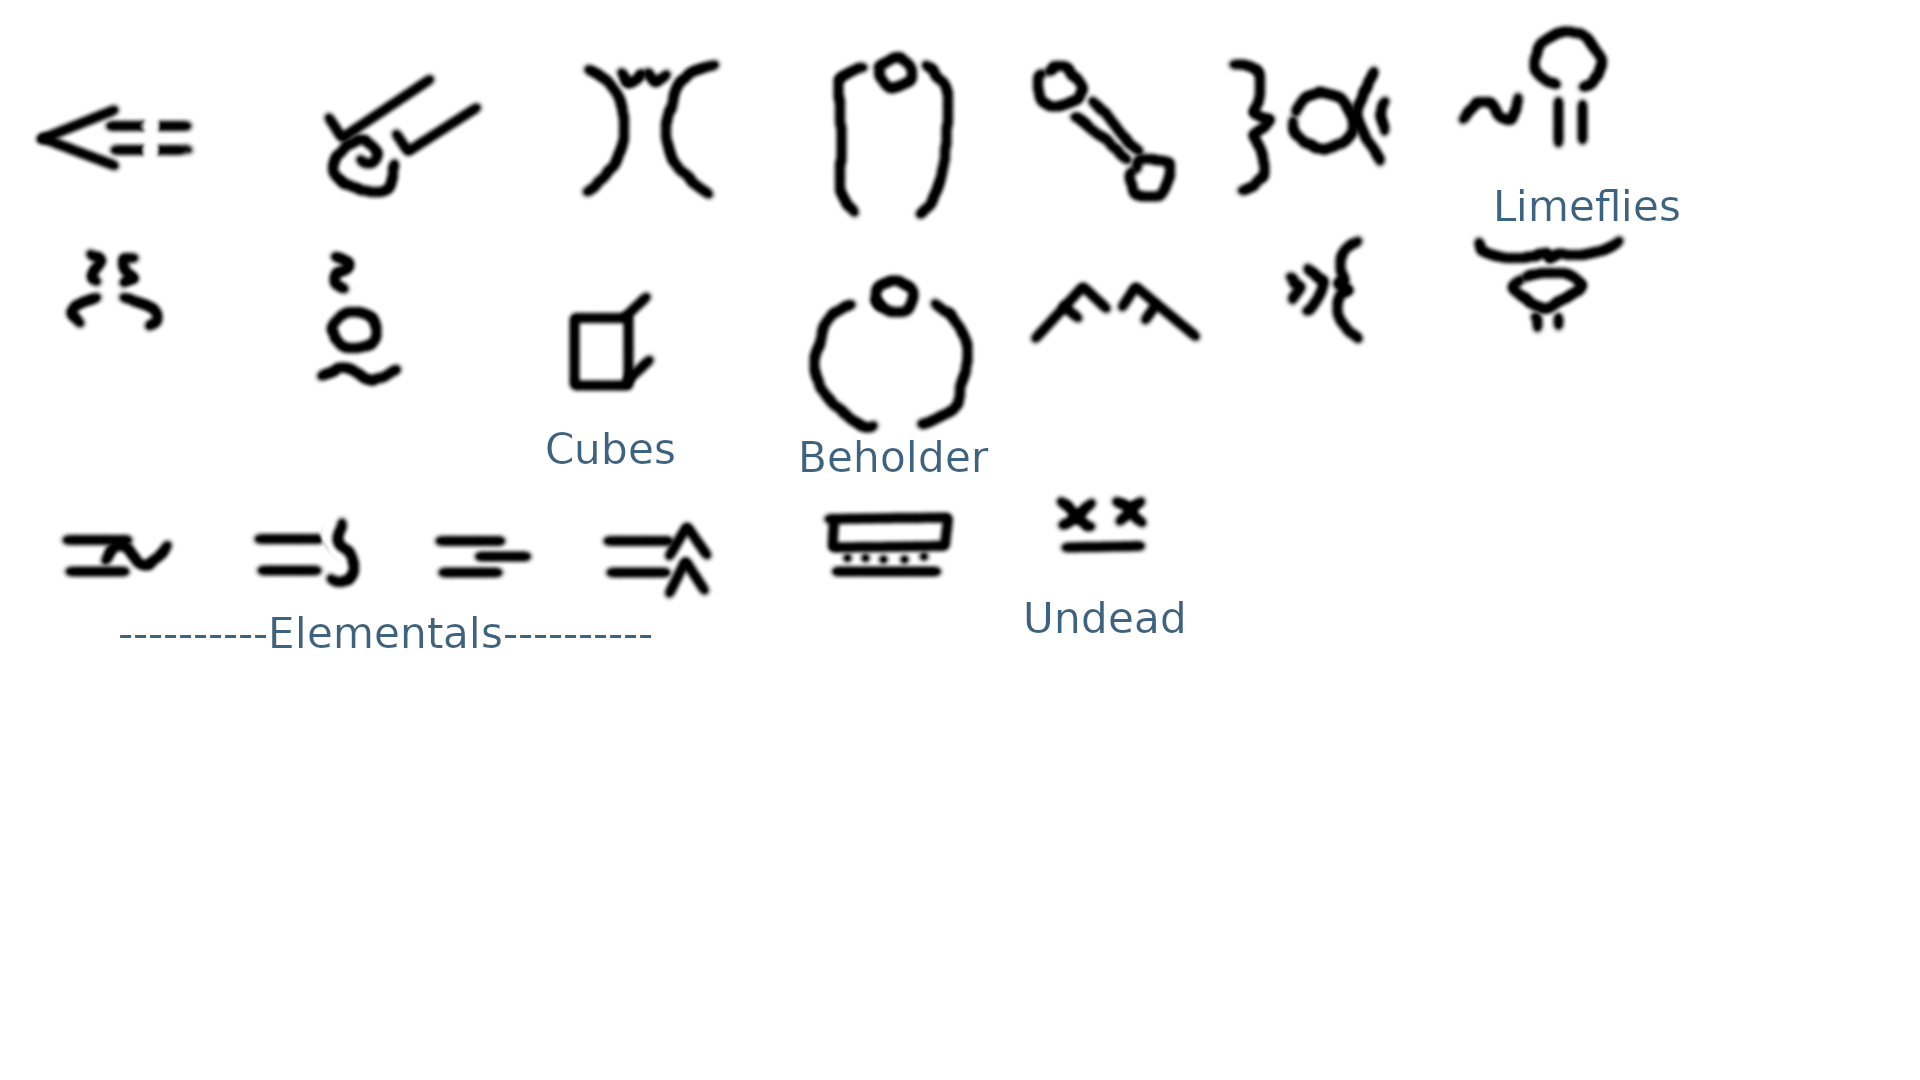 Limeflies
Cubes
Beholder
----------Elementals----------
Undead